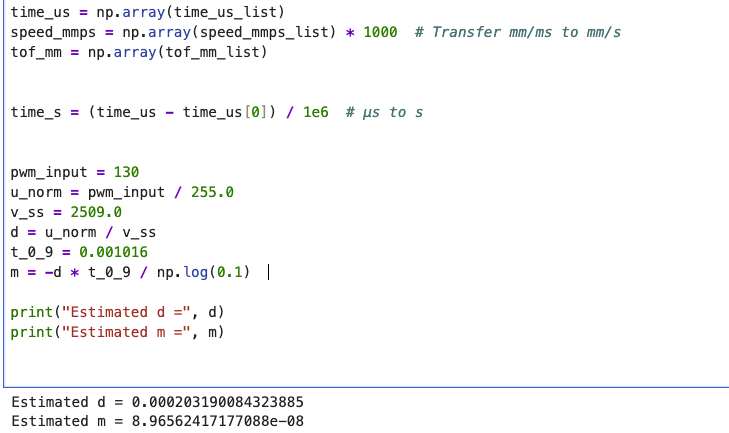 time_us = np.array(time_us_list)
speed_mmps = np.array(speed_mmps_list) * 1000  # Transfer mm/ms to mm/s
tof_mm = np.array(tof_mm_list)
time_s = (time_us - time_us[0]) / 1e6  # µs to s
pwm_input = 130
u_norm = pwm_input / 255.0
v_ss = 2509.0
d = u_norm / v_ss
t_0_9 = 0.001016
m = -d * t_0_9 / np.log(0.1)
print("Estimated d =", d)
print("Estimated m =", m)
Estimated d = 0.000203190084323885
Estimated m = 8.96562417177088e-08